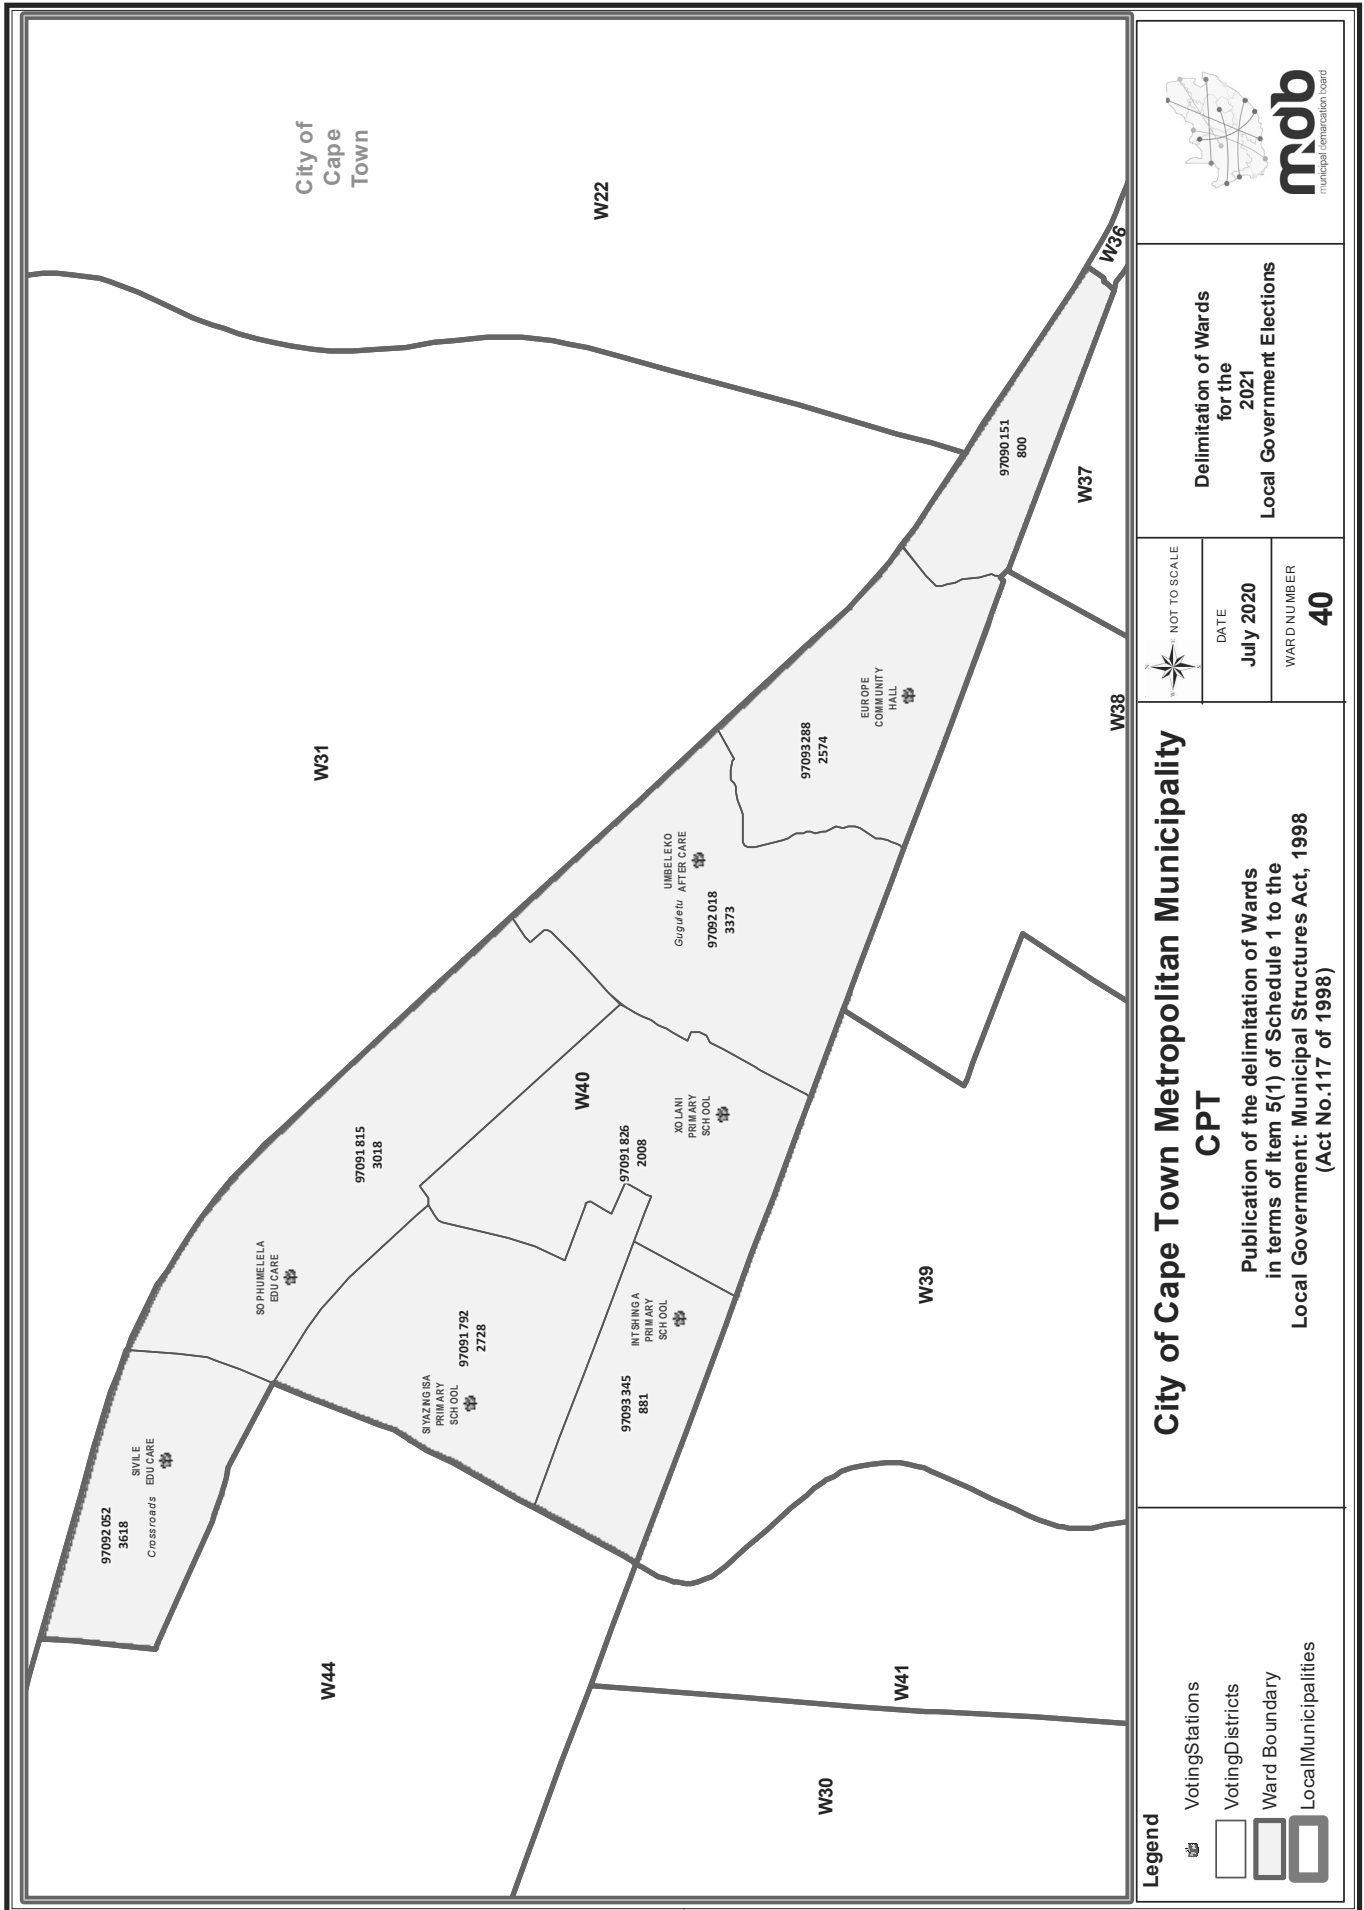 City of
Cape
Town
W22
W36
W31
W37
97090151
800
W38
EUROPE
COMMUNITY
HALL
97093288
2574
UMBELEKO
AFTER CARE
Guguletu
97092018
3373
W40
97091815
3018
XOLANI
PRIMARY
SCHOOL
97091826
2008
SOPHUMELELA
EDUCARE
W39
INTSHINGA
PRIMARY
SCHOOL
97093345
881
97091792
2728
SIYAZINGISA
PRIMARY
SCHOOL
SIVILE
EDUCARE
Crossroads
97092052
3618
W44
W41
W30
Legend
VotingStations
VotingDistricts
Ward Boundary
LocalMunicipalities
City of Cape Town Metropolitan Municipality
CPT
Publication of the delimitation of Wards
in terms of Item 5(1) of Schedule 1 to the
Local Government: Municipal Structures Act, 1998
(Act No.117 of 1998)
N
E
S
W
NOT TO SCALE
DATE
July 2020
WARD NUMBER
40
Delimitation of Wards
for the
2021
Local Government Elections
mdb
municipal demarcation board